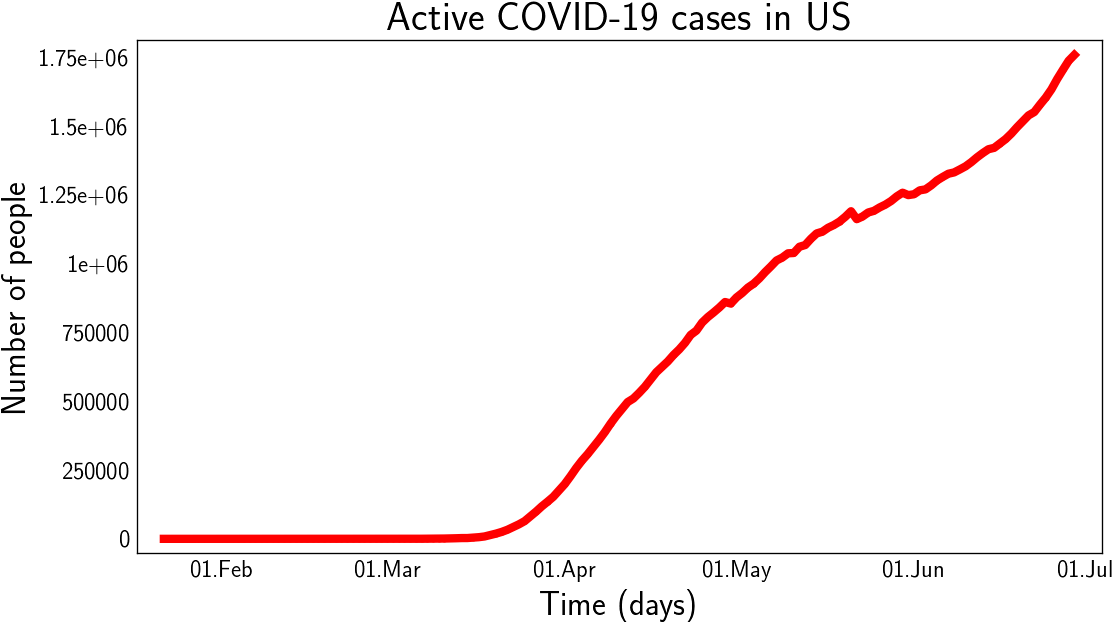 Active COVID-19 cases in US
Number of people
1.75e+06
1.5e+06
1.25e+06
1e+06
750000
500000
250000
0
01.Feb 01.Mar 01.Apr 01.May 01.Jun 01.Jul
Time (days)